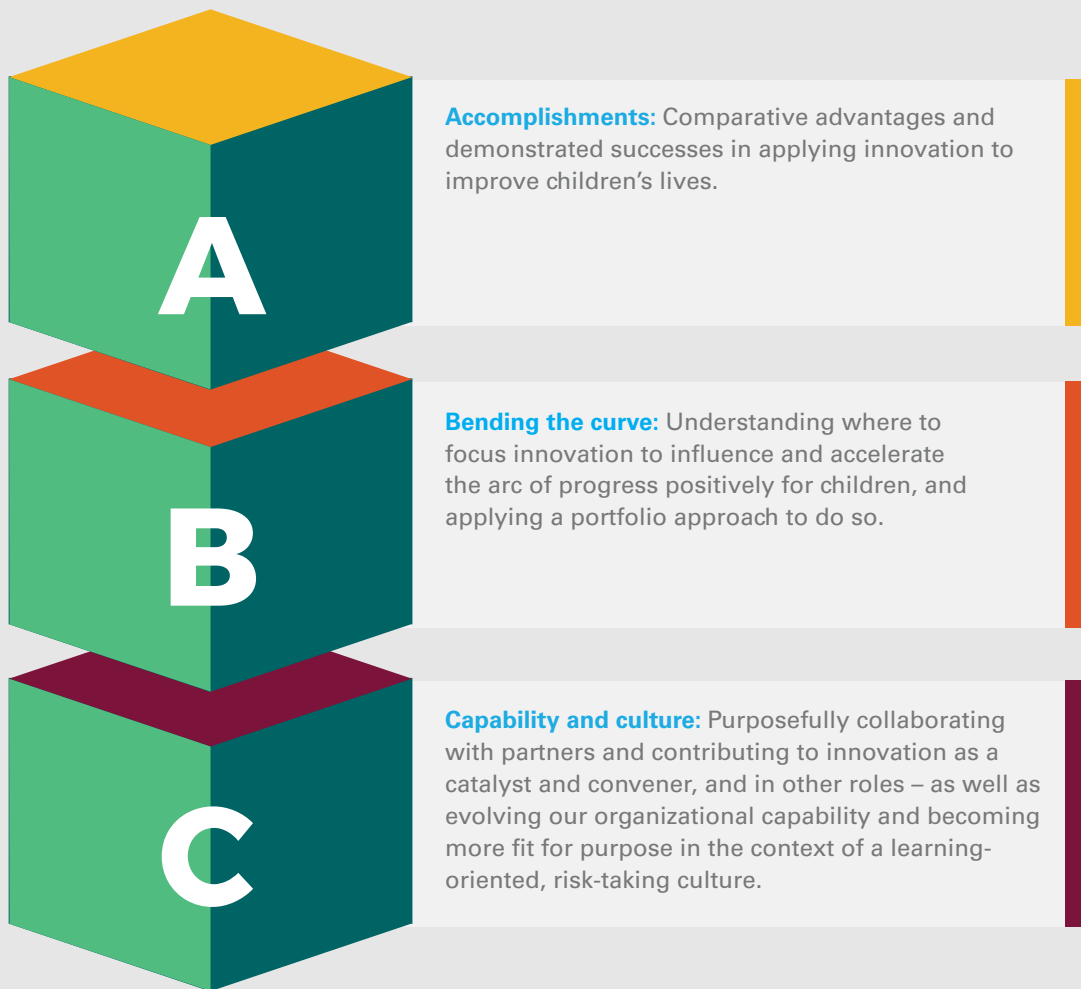 A
Accomplishments: Comparative advantages and
demonstrated successes in applying innovation to
improve children’s lives.
B
Bending the curve: Understanding where to
focus innovation to influence and accelerate
the arc of progress positively for children, and
applying a portfolio approach to do so.
C
Capability and culture: Purposefully collaborating
with partners and contributing to innovation as a
catalyst and convener, and in other roles – as well as
evolving our organizational capability and becoming
more fit for purpose in the context of a learning-
oriented, risk-taking culture.